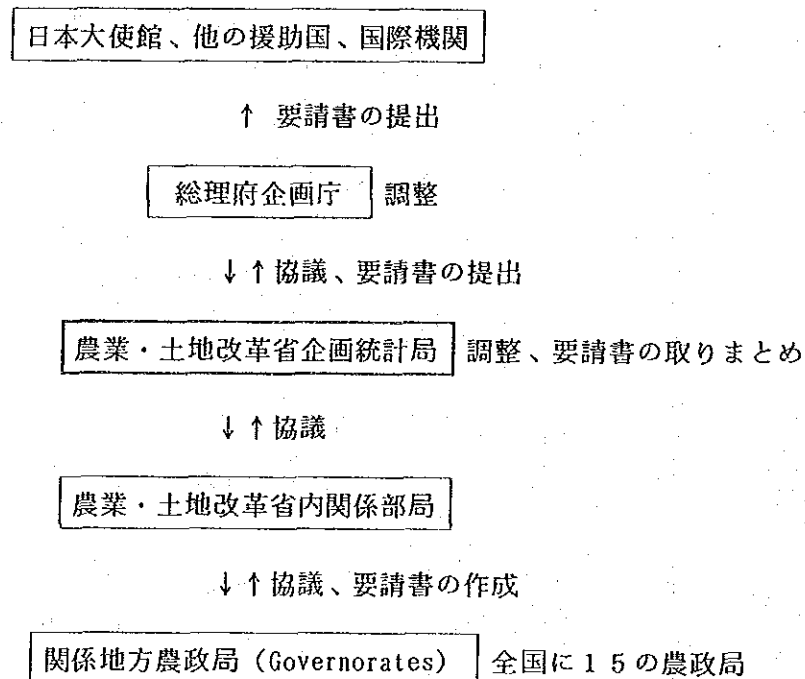 日本大使館、他の援助国、国際機関
↑ 要請書の提出
総理府企画庁 調整
↓↑協議、要請書の提出
農業・土地改革省企画統計局 調整、要請書の取りまとめ
↓↑協議
農業・土地改革省内関係部局
↓↑協議、要請書の作成
関係地方農政局 (Governorates) 全国に15の農政局